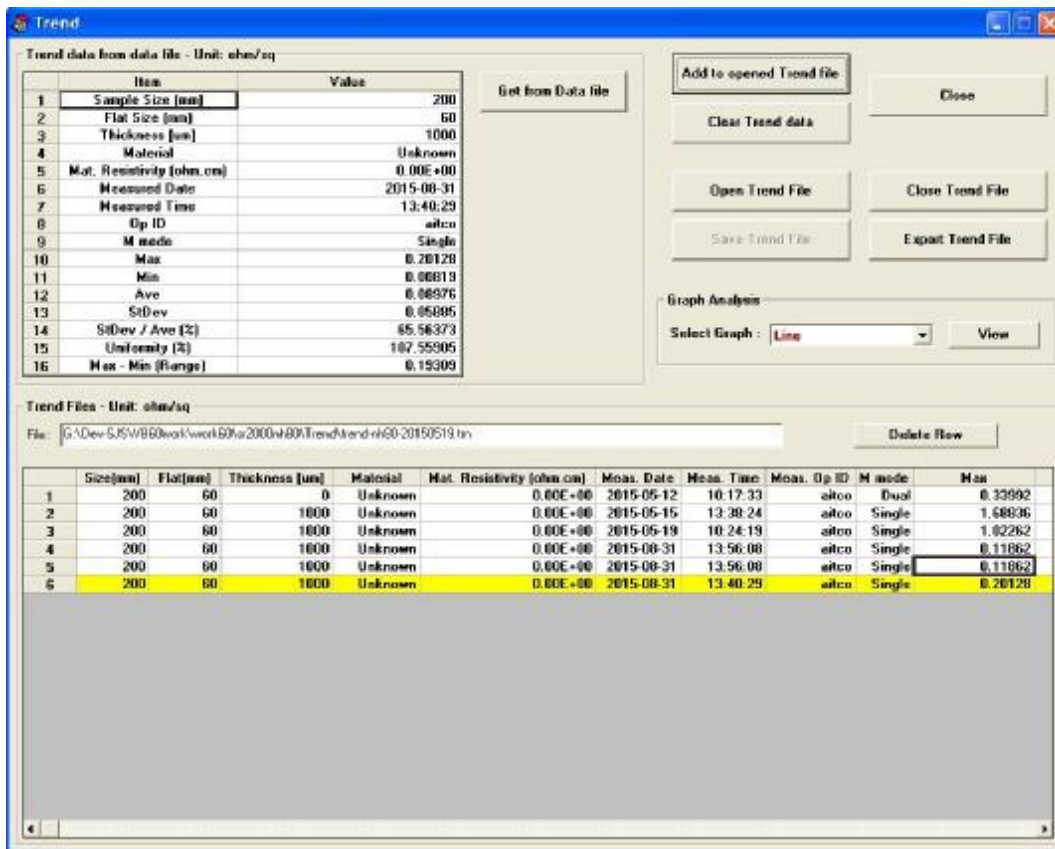 Trend
Trend data from data file - Unit: ohm/sq
Item Value
1 Sample Size (mm) 200
2 Flat Size (mm) 60
3 Thickness [um] 1000
4 Material Unknown
5 Mat. Resistivity (ohm.cm) 0.00E+00
6 Measured Date 2015-08-31
7 Measured Time 13:40:29
8 Op ID aitco
9 M mode Single
10 Max 0.20128
11 Min 0.00819
12 Ave 0.08976
13 StDev 0.05885
14 StDev / Ave (%) 65.56373
15 Uniformity (%) 107.55905
16 Max - Min (Range) 0.19309
Get from Data file
Add to opened Trend file
Clear Trend data
Close
Open Trend File
Close Trend File
Save Trend File
Export Trend File
Graph Analysis
Select Graph : Line
View
Trend Files - Unit: ohm/sq
File :
Delete Row
Size(mm) Flat(mm) Thickness [um] Material Mat. Resistivity (ohm.cm) Meas. Date Meas. Time Meas. Op ID M mode Max
1 200 60 0 Unknown 0.00E+00 2015-05-12 10:17:33 aitco Dual 0.33992
2 200 60 1000 Unknown 0.00E+00 2015-05-15 13:38:24 aitco Single 1.68836
3 200 60 1000 Unknown 0.00E+00 2015-05-19 10:24:19 aitco Single 1.02262
4 200 60 1000 Unknown 0.00E+00 2015-08-31 13:56:08 aitco Single 0.11862
5 200 60 1000 Unknown 0.00E+00 2015-08-31 13:56:08 aitco Single 0.11862
6 200 60 1000 Unknown 0.00E+00 2015-08-31 13:40:29 aitco Single 0.20128